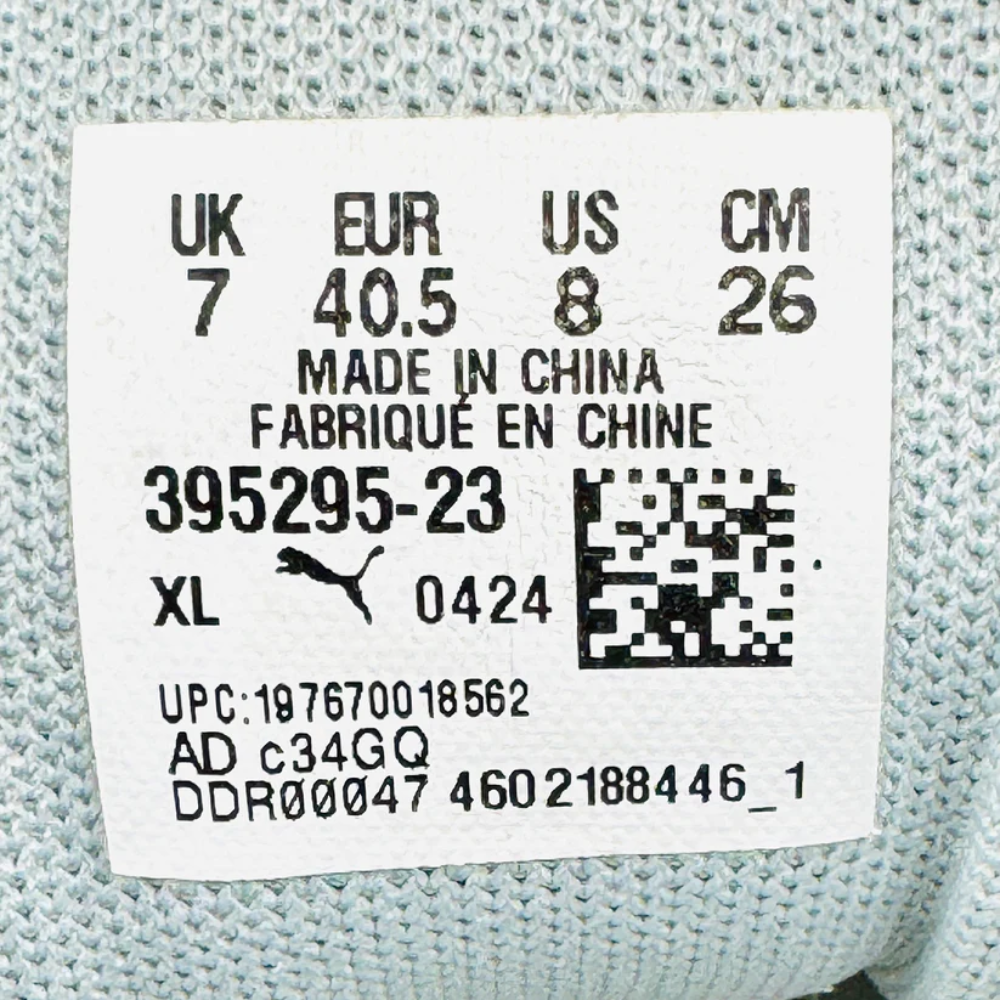 UK EUR US CM
7 40.5 8 26
MADE IN CHINA
FABRIQUÉ EN CHINE
395295-23
XL 0424
UPC:197670018562
AD c34GQ
DDRØØØ47 4602188446_1